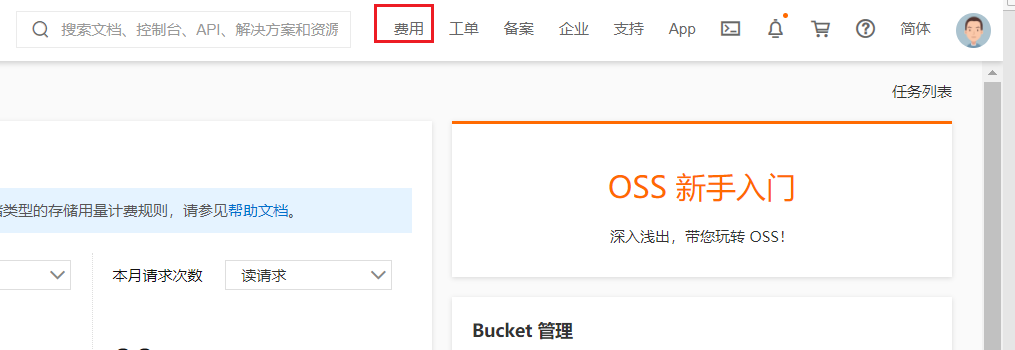 搜索文档、控制台、API、解决方案和资源
费用 工单 备案 企业 支持 App 简体
任务列表
OSS 新手入门
深入浅出，带您玩转 OSS！
类型的存储用量计费规则，请参见帮助文档。
本月请求次数 读请求
Bucket 管理